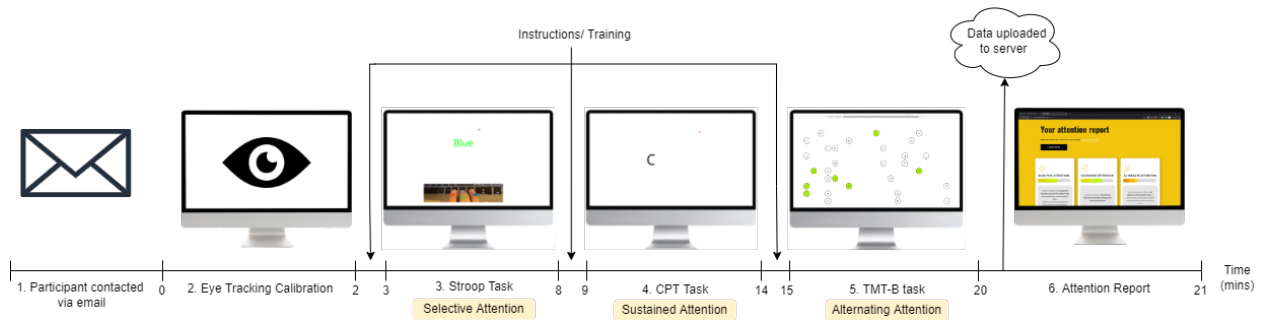 Instructions/ Training
Data uploaded
to server
Blue
C
Your attention report
1. Participant contacted
via email
0
2. Eye Tracking Calibration
2
3
3. Stroop Task
8
9
4. CPT Task
14
15
5. TMT-B task
20
6. Attention Report
21
Time
(mins)
Selective Attention
Sustained Attention
Alternating Attention